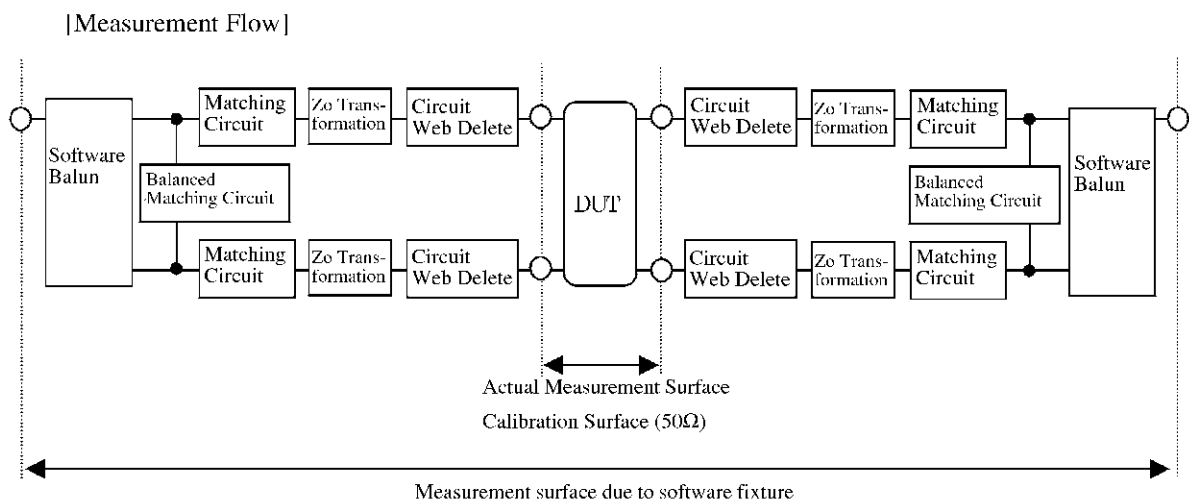 [Measurement Flow]
Software
Balun
Matching
Circuit
Zo Trans-
formation
Circuit
Web Delete
Balanced
Matching Circuit
Matching
Circuit
Zo Trans-
formation
Circuit
Web Delete
DUT
Circuit
Web Delete
Zo Trans-
formation
Matching
Circuit
Balanced
Matching Circuit
Circuit
Web Delete
Zo Trans-
formation
Matching
Circuit
Software
Balun
Actual Measurement Surface
Calibration Surface (50Ω)
Measurement surface due to software fixture